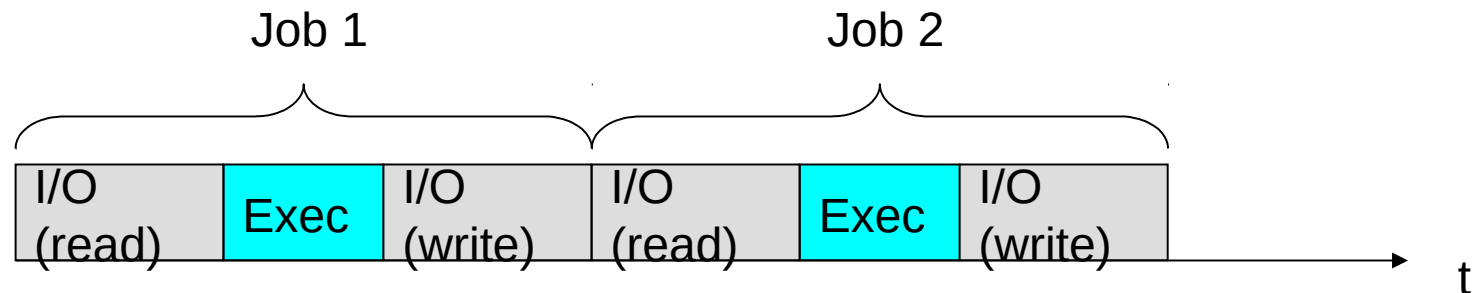 Job 1
Job 2
I/O
(read)
Exec
I/O
(write)
I/O
(read)
Exec
I/O
(write)
t